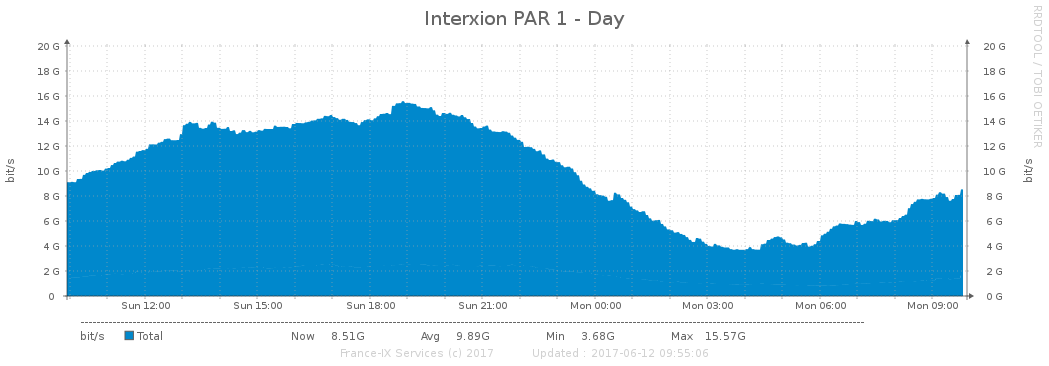 Interxion PAR 1 - Day
RRDTOOL / TOBI OETIKER
bit/s
20 G 20 G
18 G 18 G
16 G 16 G
14 G 14 G
12 G 12 G
10 G 10 G
8 G 8 G
6 G 6 G
4 G 4 G
2 G 2 G
0 0 G
bit/s
Sun 12:00 Sun 15:00 Sun 18:00 Sun 21:00 Mon 00:00 Mon 03:00 Mon 06:00 Mon 09:00
bit/s Total Now 8.51G Avg 9.89G Min 3.68G Max 15.57G
France-IX Services (c) 2017 Updated : 2017-06-12 09:55:06